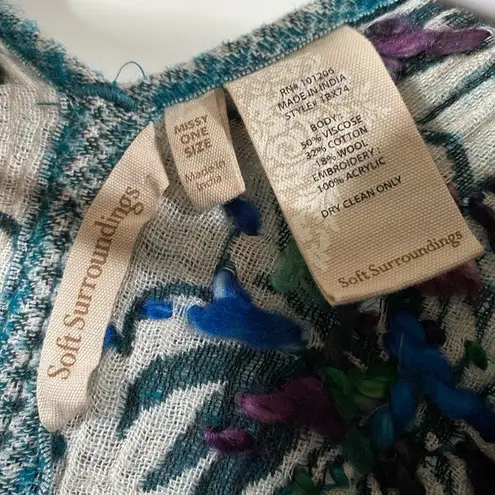 Soft Surroundings
MISSY
ONE
SIZE
Made in
India
RN#: 101206
MADE IN INDIA
STYLE#: 1BX74
BODY:
50% VISCOSE
32% COTTON
18% WOOL
EMBROIDERY:
100% ACRYLIC
DRY CLEAN ONLY
Soft Surroundings